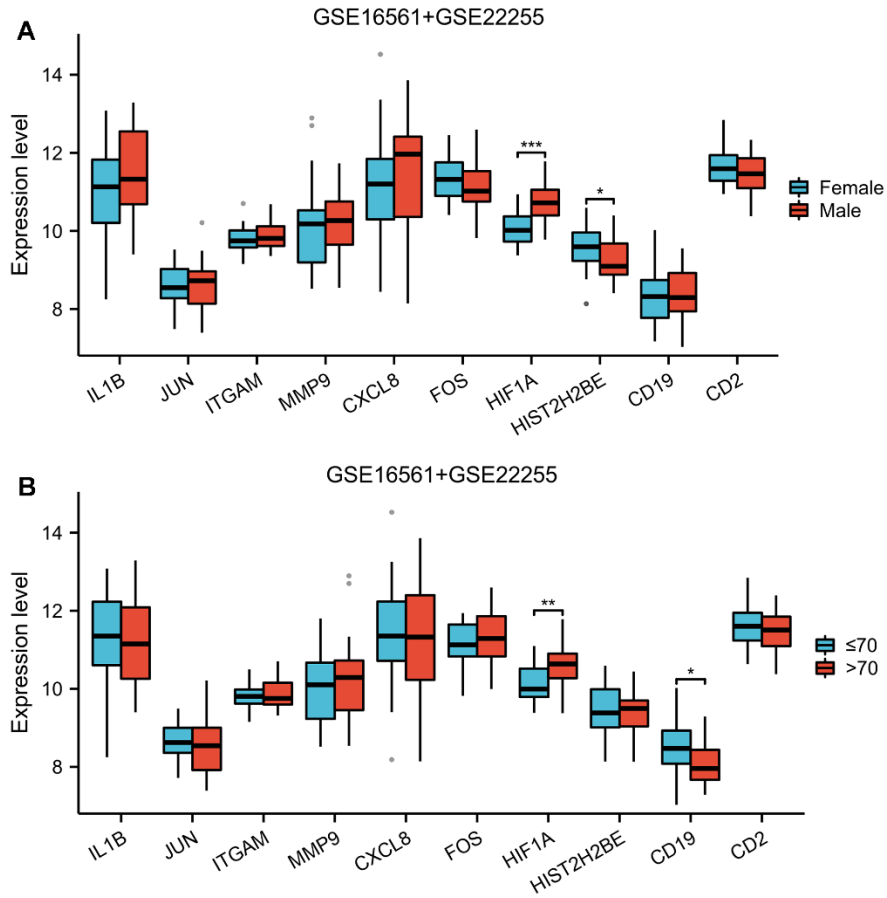 A
GSE16561+GSE22255
Expression level
14
12
10
8
***
*
Female
Male
IL1B
JUN
ITGAM
MMP9
CXCL8
FOS
HIF1A
HIST2H2BE
CD19
CD2
B
GSE16561+GSE22255
Expression level
14
12
10
8
**
*
≤70
>70
IL1B
JUN
ITGAM
MMP9
CXCL8
FOS
HIF1A
HIST2H2BE
CD19
CD2